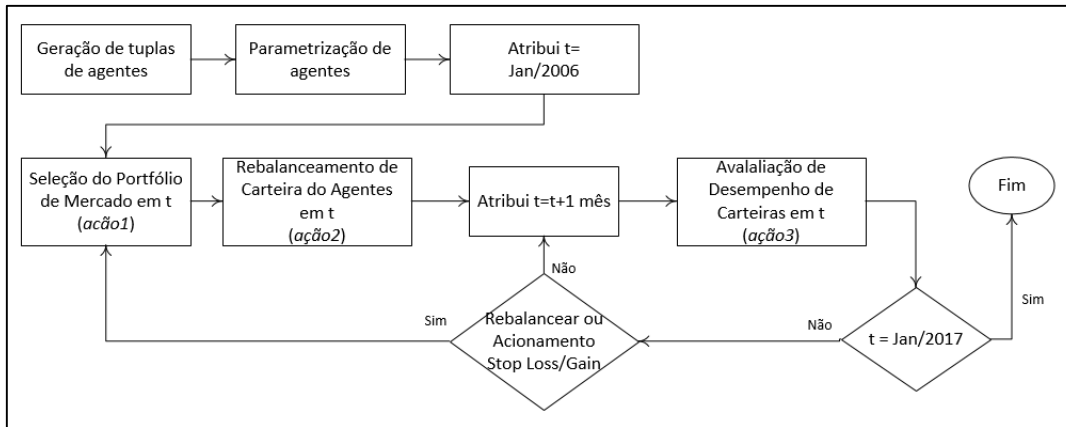 Geração de tuplas
de agentes
Parametrização de
agentes
Atribui t=
Jan/2006
Seleção do Portfólio
de Mercado em t
(acão1)
Rebalanceamento de
Carteira do Agentes
em t
(ação2)
Atribui t=t+1 mês
Avalaliação de
Desempenho de
Carteiras em t
(ação3)
Fim
Não
Sim
Rebalancear ou
Acionamento
Stop Loss/Gain
Não
t = Jan/2017
Sim